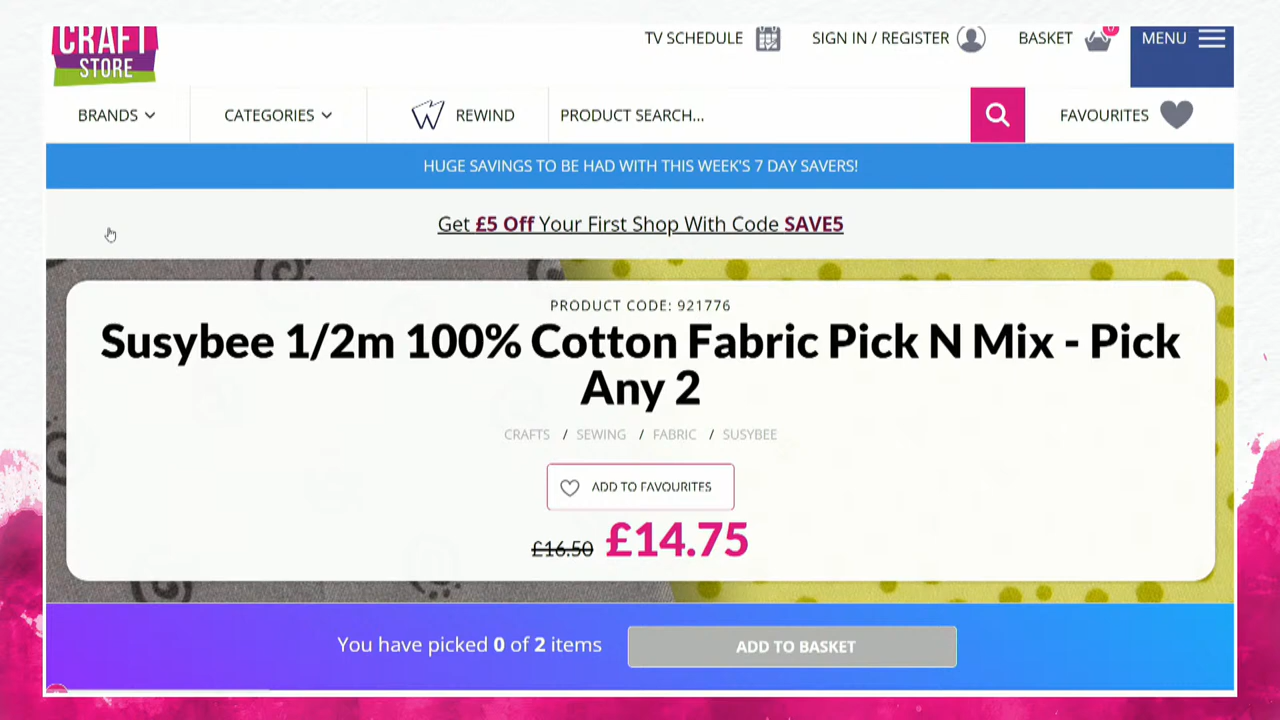 CRAFT
STORE
TV SCHEDULE
SIGN IN / REGISTER
BASKET
0
MENU
BRANDS
CATEGORIES
REWIND
PRODUCT SEARCH...
FAVOURITES
HUGE SAVINGS TO BE HAD WITH THIS WEEK'S 7 DAY SAVERS!
Get £5 Off Your First Shop With Code SAVE5
PRODUCT CODE: 921776
Susybee 1/2m 100% Cotton Fabric Pick N Mix - Pick
Any 2
CRAFTS / SEWING / FABRIC / SUSYBEE
ADD TO FAVOURITES
£16.50 £14.75
You have picked 0 of 2 items
ADD TO BASKET